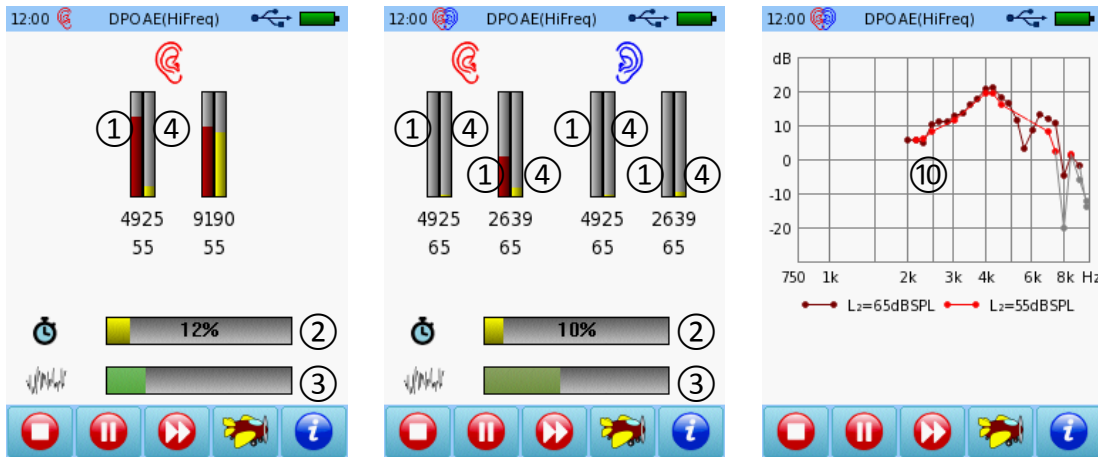 12:00 DPOAE(HiFreq)
① ④
4925 9190
55 55
12% ②
③
i
12:00 DPOAE(HiFreq)
① ④ ① ④
① ④ ① ④
4925 2639 4925 2639
65 65 65 65
10% ②
③
i
12:00 DPOAE(HiFreq)
dB
20
10
0
⑩
-10
-20
750 1k 2k 3k 4k 6k 8k Hz
L₂=65dBSPL L₂=55dBSPL
i